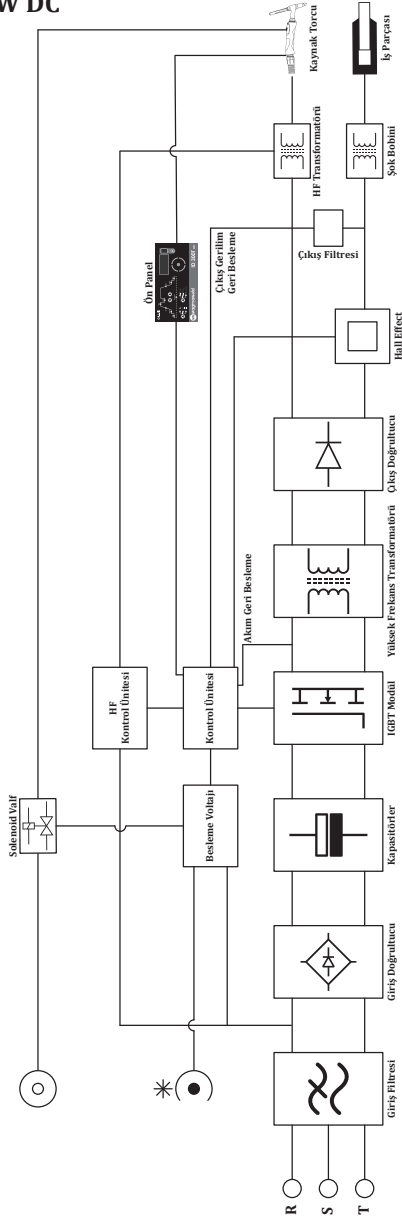 W DC
Kaynak Torcu
İş Parçası
HF Transformatörü
Şok Bobini
Ön Panel
Çıkış Gerilim
Geri Besleme
Çıkış Filtresi
Hall Effect
Çıkış Doğrultucu
Yüksek Frekans Transformatörü
Akım Geri Besleme
HF
Kontrol Ünitesi
Kontrol Ünitesi
IGBT Modül
Solenoid Valf
Besleme Voltajı
Kapasitörler
Giriş Doğrultucu
Giriş Filtresi
R
S
T